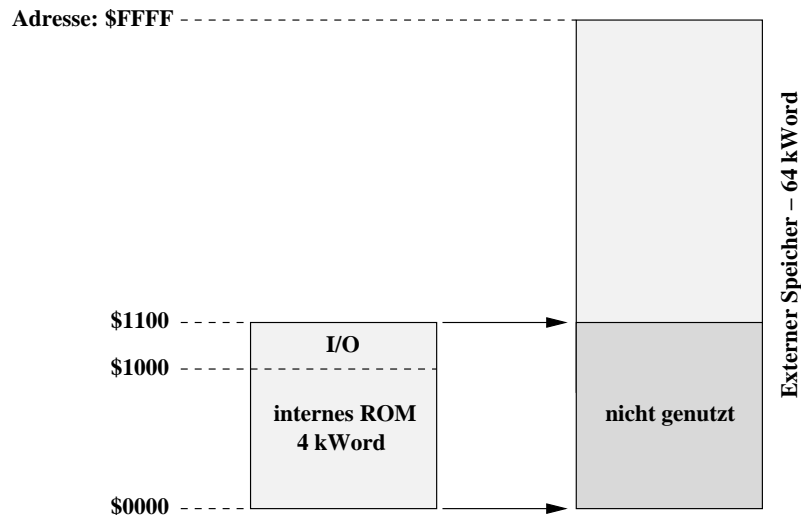 Adresse: $FFFF
Externer Speicher – 64 kWord
$1100
I/O
$1000
internes ROM
4 kWord
nicht genutzt
$0000